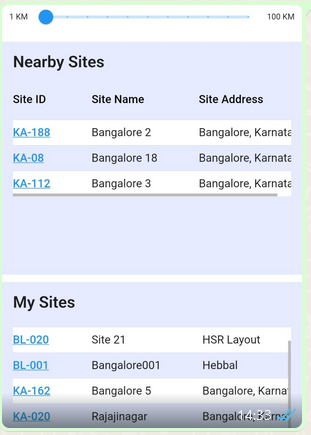 1 KM 100 KM
Nearby Sites
Site ID Site Name Site Address
KA-188 Bangalore 2 Bangalore, Karnata
KA-08 Bangalore 18 Bangalore, Karnata
KA-112 Bangalore 3 Bangalore, Karnata
My Sites
BL-020 Site 21 HSR Layout
BL-001 Bangalore001 Hebbal
KA-162 Bangalore 5 Bangalore, Karna
KA-020 Rajajinagar
14:33